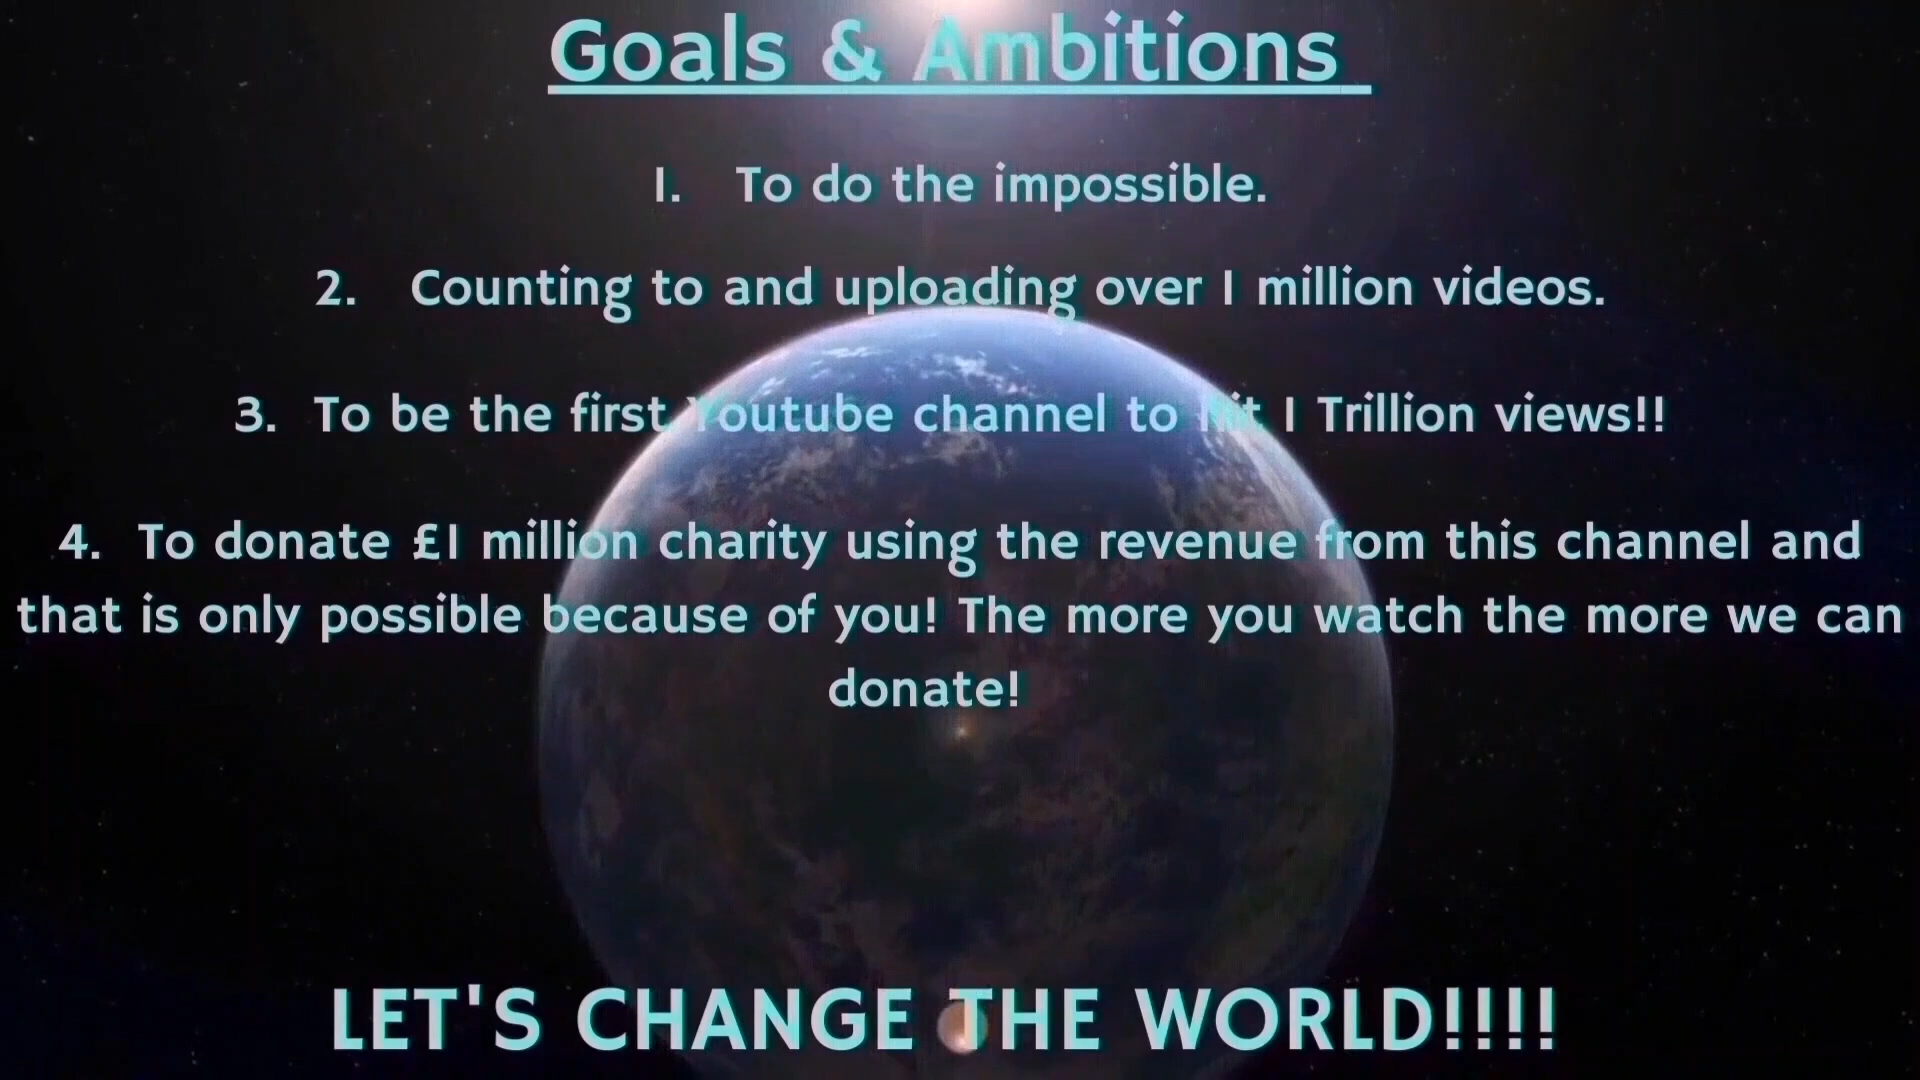 Goals & Ambitions
1. To do the impossible.
2. Counting to and uploading over 1 million videos.
3. To be the first Youtube channel to hit 1 Trillion views!!
4. To donate £1 million charity using the revenue from this channel and
that is only possible because of you! The more you watch the more we can
donate!
LET'S CHANGE THE WORLD!!!!